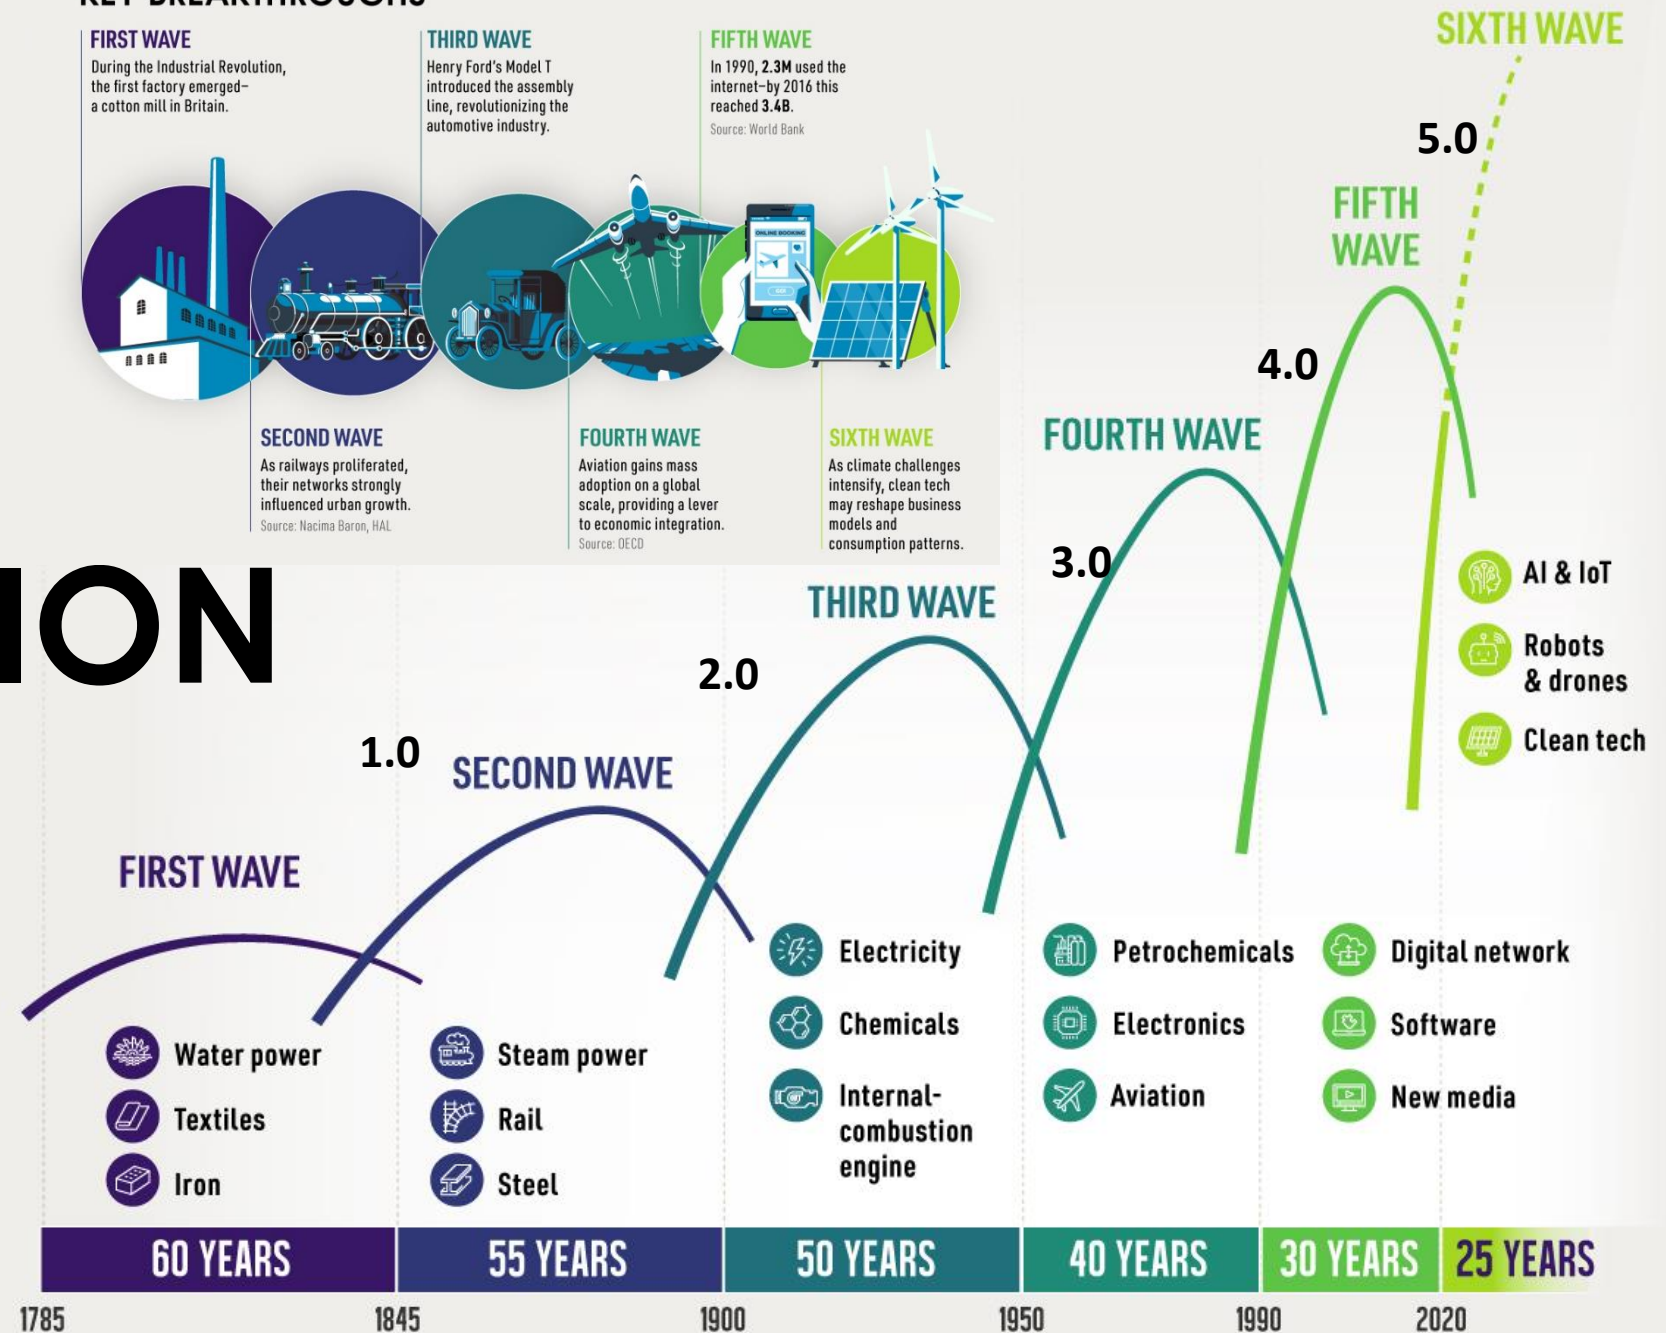 KEY BREAKTHROUGHS
FIRST WAVE
During the Industrial Revolution,
the first factory emerged–
a cotton mill in Britain.
THIRD WAVE
Henry Ford's Model T
introduced the assembly
line, revolutionizing the
automotive industry.
FIFTH WAVE
In 1990, 2.3M used the
internet–by 2016 this
reached 3.4B.
Source: World Bank
ONLINE BOOKING
GO!
SECOND WAVE
As railways proliferated,
their networks strongly
influenced urban growth.
Source: Nacima Baron, HAL
FOURTH WAVE
Aviation gains mass
adoption on a global
scale, providing a lever
to economic integration.
Source: OECD
SIXTH WAVE
As climate challenges
intensify, clean tech
may reshape business
models and
consumption patterns.
ION
FIRST WAVE
1.0
SECOND WAVE
2.0
THIRD WAVE
3.0
FOURTH WAVE
4.0
FIFTH
WAVE
5.0
SIXTH WAVE
Water power
Textiles
Iron
Steam power
Rail
Steel
Electricity
Chemicals
Internal-
combustion
engine
Petrochemicals
Electronics
Aviation
Digital network
Software
New media
AI & IoT
Robots
& drones
Clean tech
60 YEARS
55 YEARS
50 YEARS
40 YEARS
30 YEARS
25 YEARS
1785
1845
1900
1950
1990
2020